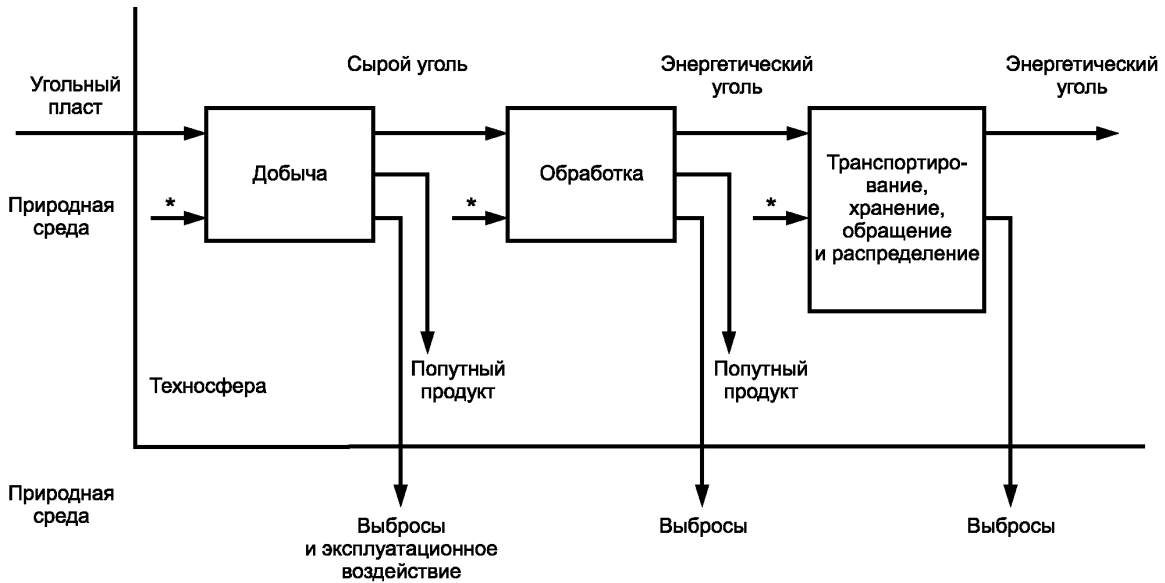 Сырой уголь
Энергетический
уголь
Энергетический
уголь
Угольный
пласт
Добыча
Обработка
Транспортиро-
вание,
хранение,
обращение
и распределение
Природная
среда
*
*
*
Попутный
продукт
Попутный
продукт
Техносфера
Природная
среда
Выбросы
и эксплуатационное
воздействие
Выбросы
Выбросы